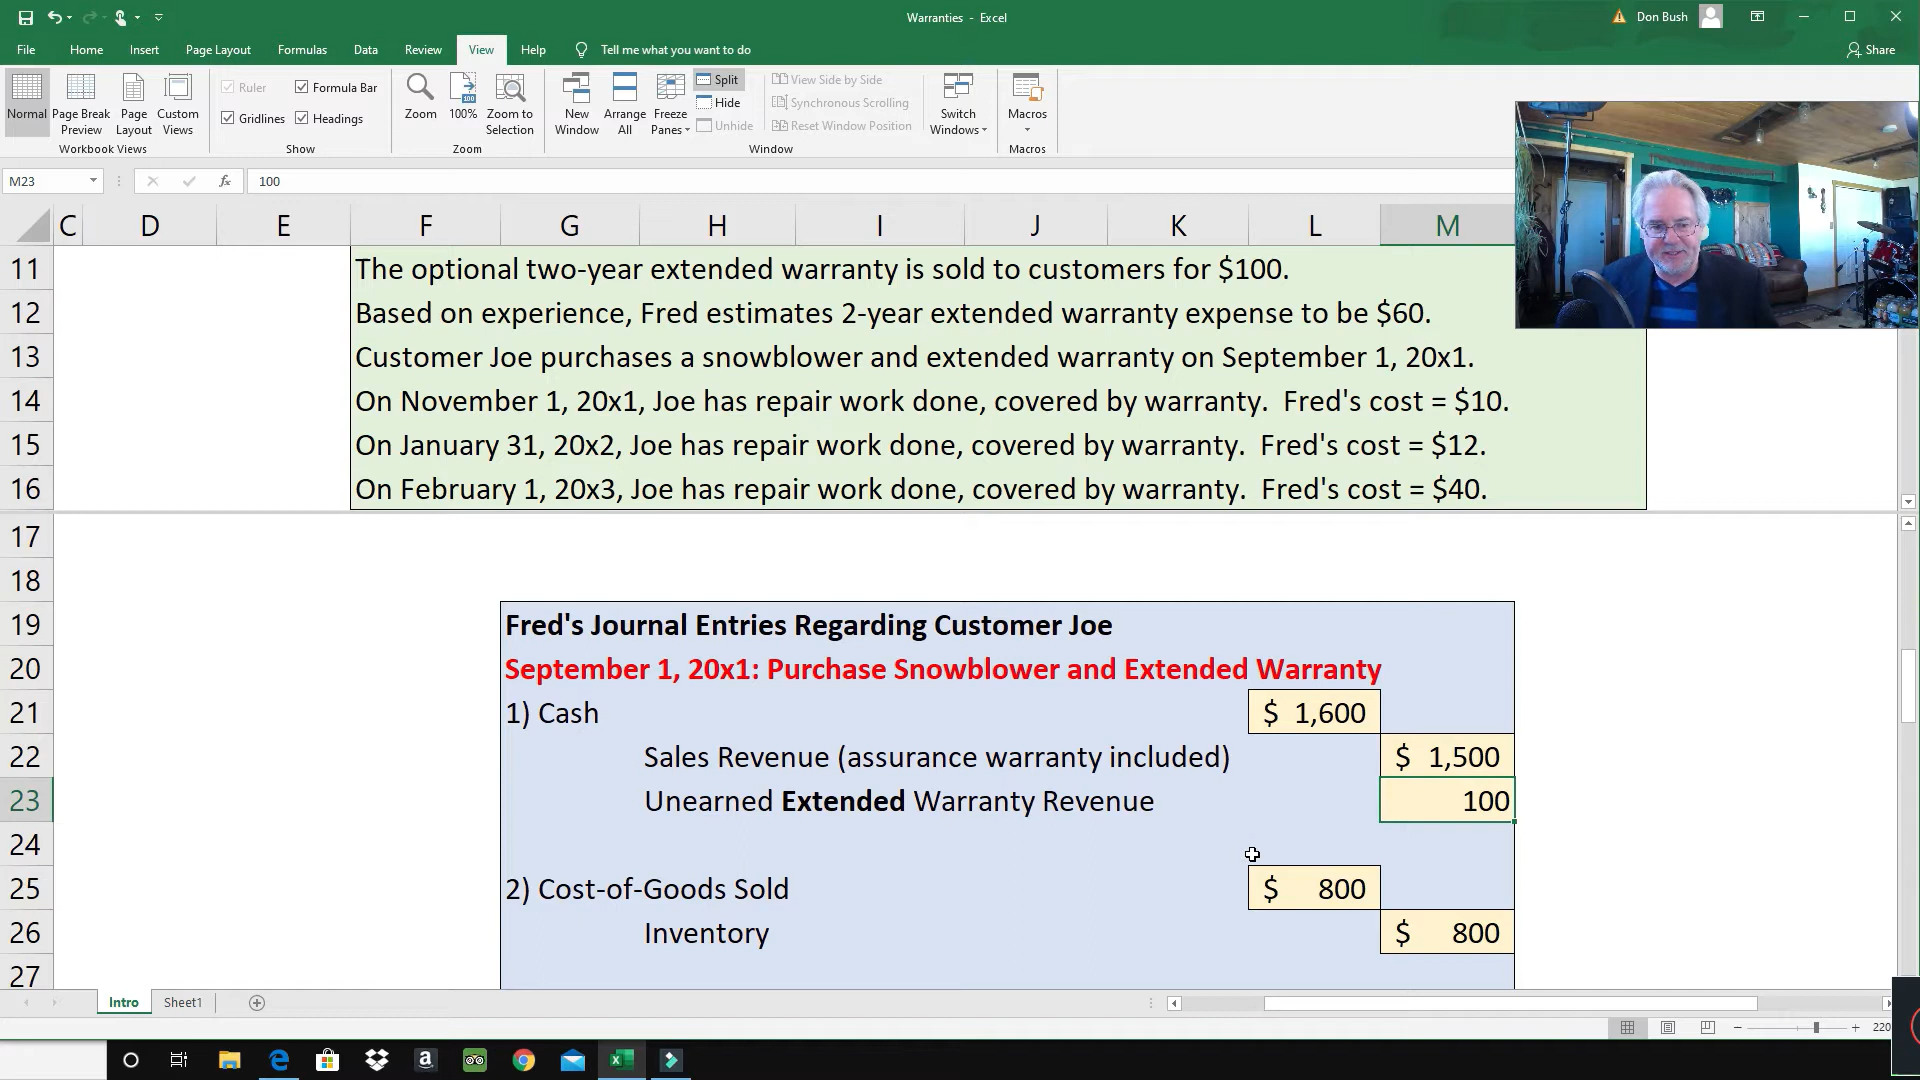 Warranties - Excel
Don Bush
File Home Insert Page Layout Formulas Data Review View Help Tell me what you want to do
Share
Normal
Page Break Preview
Page Layout
Custom Views
Workbook Views
Ruler
Formula Bar
Gridlines
Headings
Show
Zoom
100
100%
Zoom to Selection
Zoom
New Window
Arrange All
Freeze Panes
Split
Hide
Unhide
View Side by Side
Synchronous Scrolling
Reset Window Position
Window
Switch Windows
Macros
Macros
M23
fx
100
C D E F G H I J K L M
11 The optional two-year extended warranty is sold to customers for $100.
12 Based on experience, Fred estimates 2-year extended warranty expense to be $60.
13 Customer Joe purchases a snowblower and extended warranty on September 1, 20x1.
14 On November 1, 20x1, Joe has repair work done, covered by warranty.  Fred's cost = $10.
15 On January 31, 20x2, Joe has repair work done, covered by warranty.  Fred's cost = $12.
16 On February 1, 20x3, Joe has repair work done, covered by warranty.  Fred's cost = $40.
17
18
19 Fred's Journal Entries Regarding Customer Joe
20 September 1, 20x1: Purchase Snowblower and Extended Warranty
21 1) Cash $ 1,600
22 Sales Revenue (assurance warranty included) $ 1,500
23 Unearned Extended Warranty Revenue 100
24
25 2) Cost-of-Goods Sold $ 800
26 Inventory $ 800
27
Intro Sheet1
220